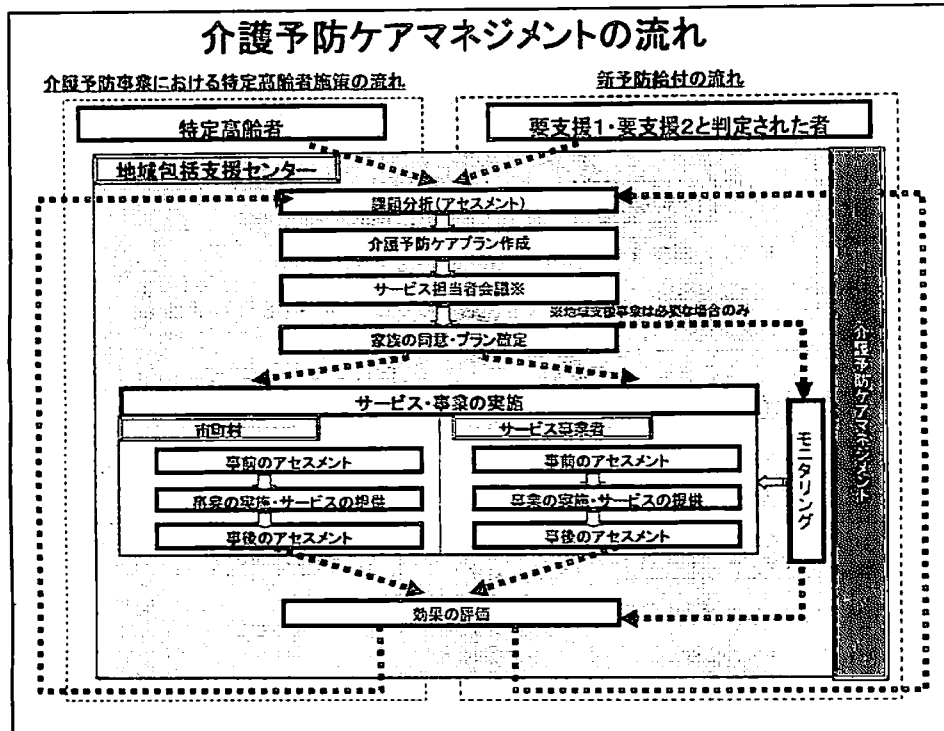 介護予防ケアマネジメントの流れ
介護予防事業における特定高齢者施策の流れ
新予防給付の流れ
特定高齢者
要支援1・要支援2と判定された者
地域包括支援センター
課題分析(アセスメント)
介護予防ケアプラン作成
サービス担当者会議※
※地域支援事業は必要な場合のみ
家族の同意・プラン確定
サービス・事業の実施
市町村
サービス事業者
事前のアセスメント
事前のアセスメント
事業の実施・サービスの提供
事業の実施・サービスの提供
事後のアセスメント
事後のアセスメント
モニタリング
効果の評価
介護予防ケアマネジメント